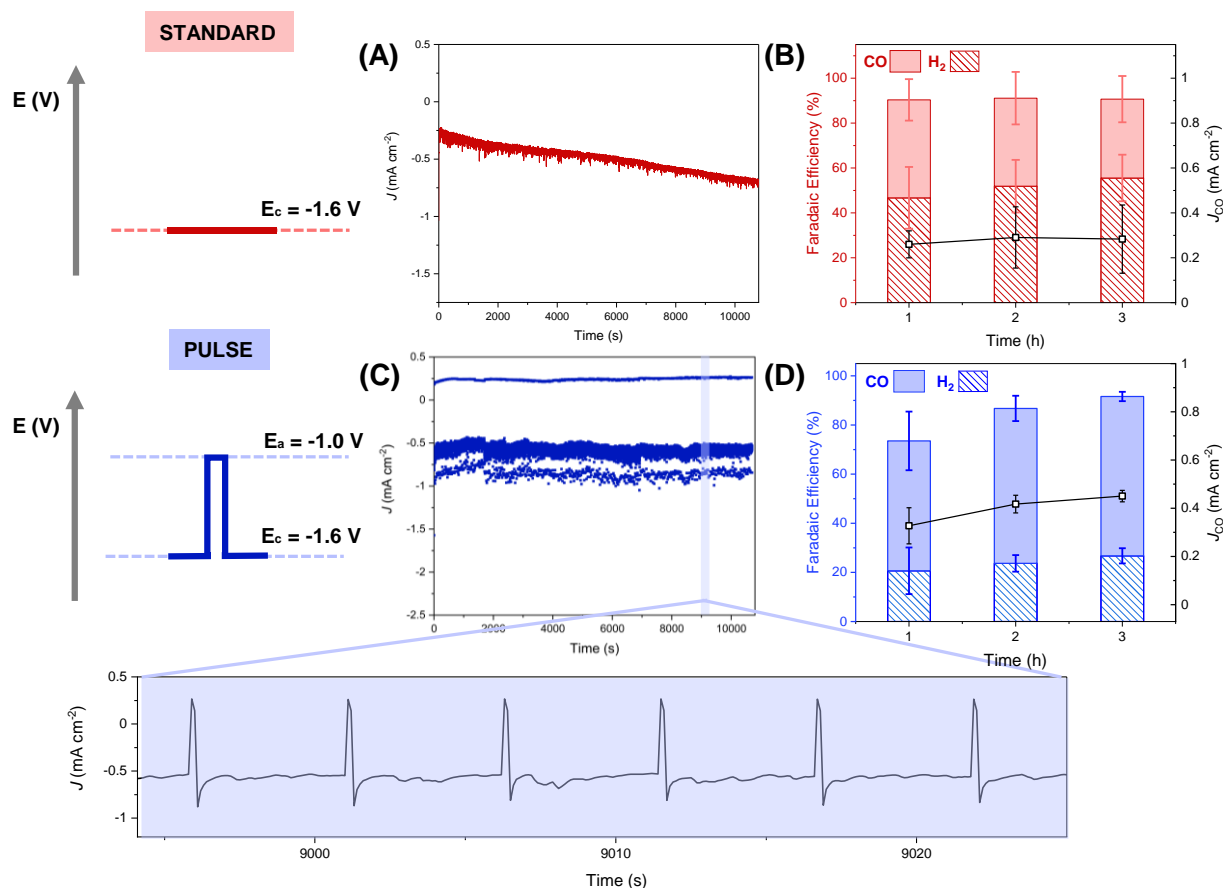 STANDARD
E (V)
Ec = -1.6 V
(A)
0.5
0
-0.5
-1
-1.5
J (mA cm-2)
0 2000 4000 6000 8000 10000
Time (s)
(B)
CO H2
100
80
60
40
20
0
Faradaic Efficiency (%)
1
0.8
0.6
0.4
0.2
0
JCO (mA cm-2)
1 2 3
Time (h)
PULSE
E (V)
Ea = -1.0 V
Ec = -1.6 V
(C)
0.5
0
-0.5
-1
-1.5
-2
-2.5
J (mA cm-2)
0 2000 4000 6000 8000 10000
Time (s)
(D)
CO H2
100
80
60
40
20
0
Faradaic Efficiency (%)
1
0.8
0.6
0.4
0.2
0
JCO (mA cm-2)
1 2 3
Time (h)
0.5
0
-0.5
-1
J (mA cm-2)
9000 9010 9020
Time (s)